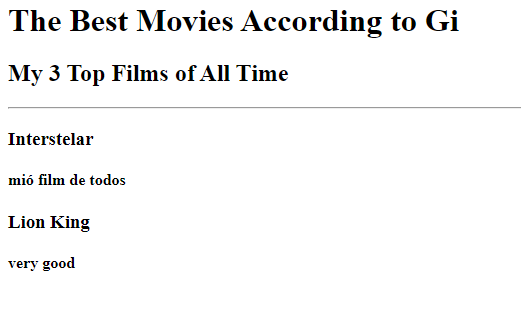 The Best Movies According to Gi
My 3 Top Films of All Time
Interstelar
mió film de todos
Lion King
very good